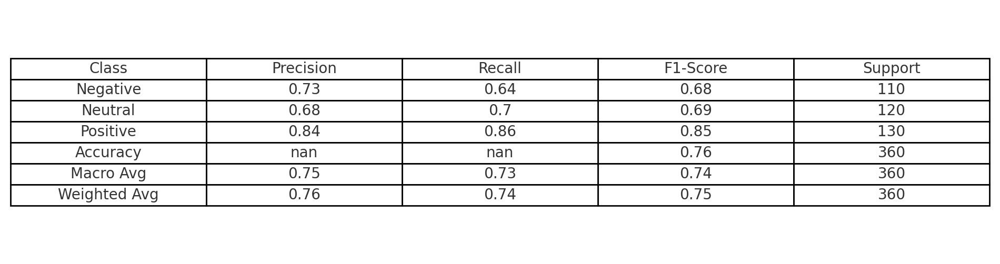 Class Precision Recall F1-Score Support
Negative 0.73 0.64 0.68 110
Neutral 0.68 0.7 0.69 120
Positive 0.84 0.86 0.85 130
Accuracy nan nan 0.76 360
Macro Avg 0.75 0.73 0.74 360
Weighted Avg 0.76 0.74 0.75 360